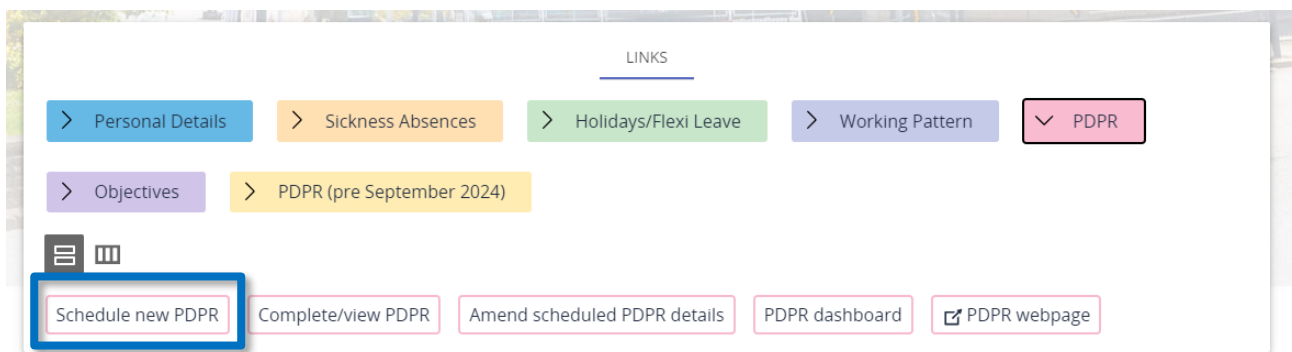 LINKS
Personal Details Sickness Absences Holidays/Flexi Leave Working Pattern PDPR
Objectives PDPR (pre September 2024)
Schedule new PDPR Complete/view PDPR Amend scheduled PDPR details PDPR dashboard PDPR webpage